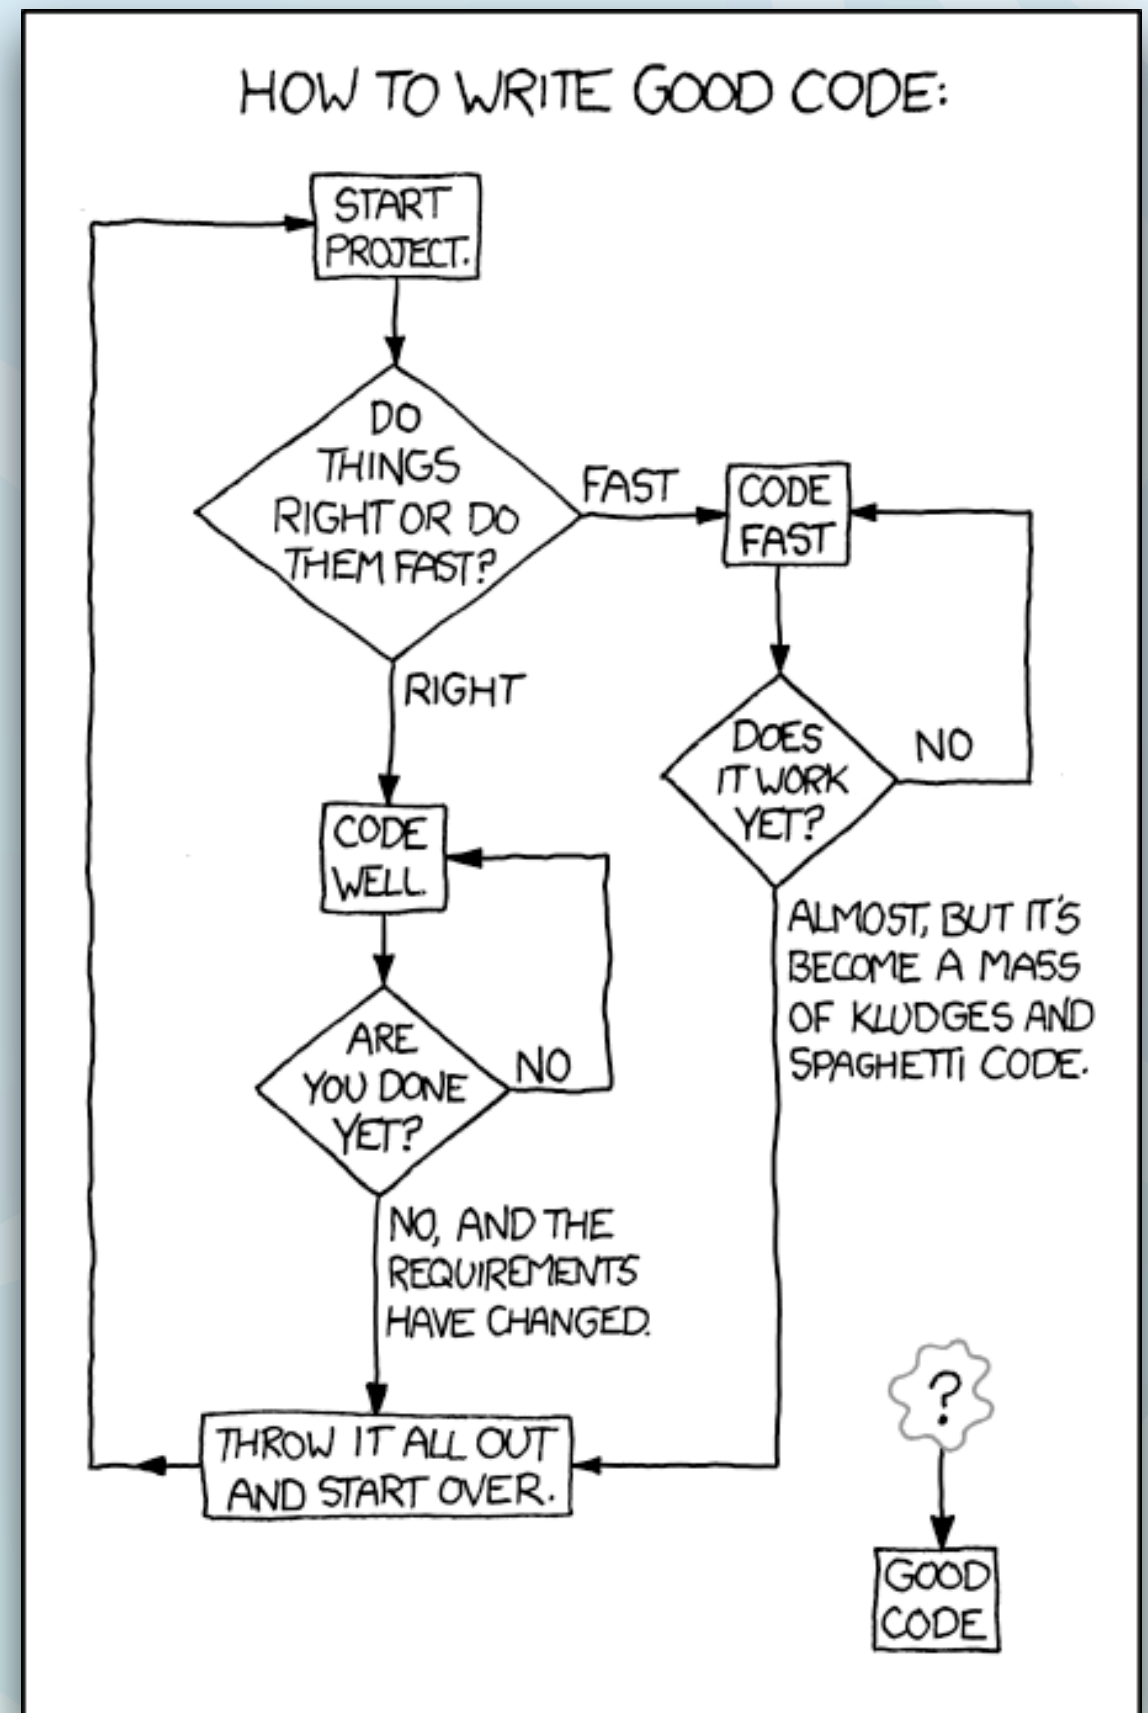 HOW TO WRITE GOOD CODE:
START
PROJECT.
DO
THINGS
RIGHT OR DO
THEM FAST?
FAST
CODE
FAST
RIGHT
DOES
IT WORK
YET?
NO
CODE
WELL.
ALMOST, BUT IT'S
BECOME A MASS
OF KLUDGES AND
SPAGHETTI CODE.
ARE
YOU DONE
YET?
NO
NO, AND THE
REQUIREMENTS
HAVE CHANGED.
THROW IT ALL OUT
AND START OVER.
?
GOOD
CODE